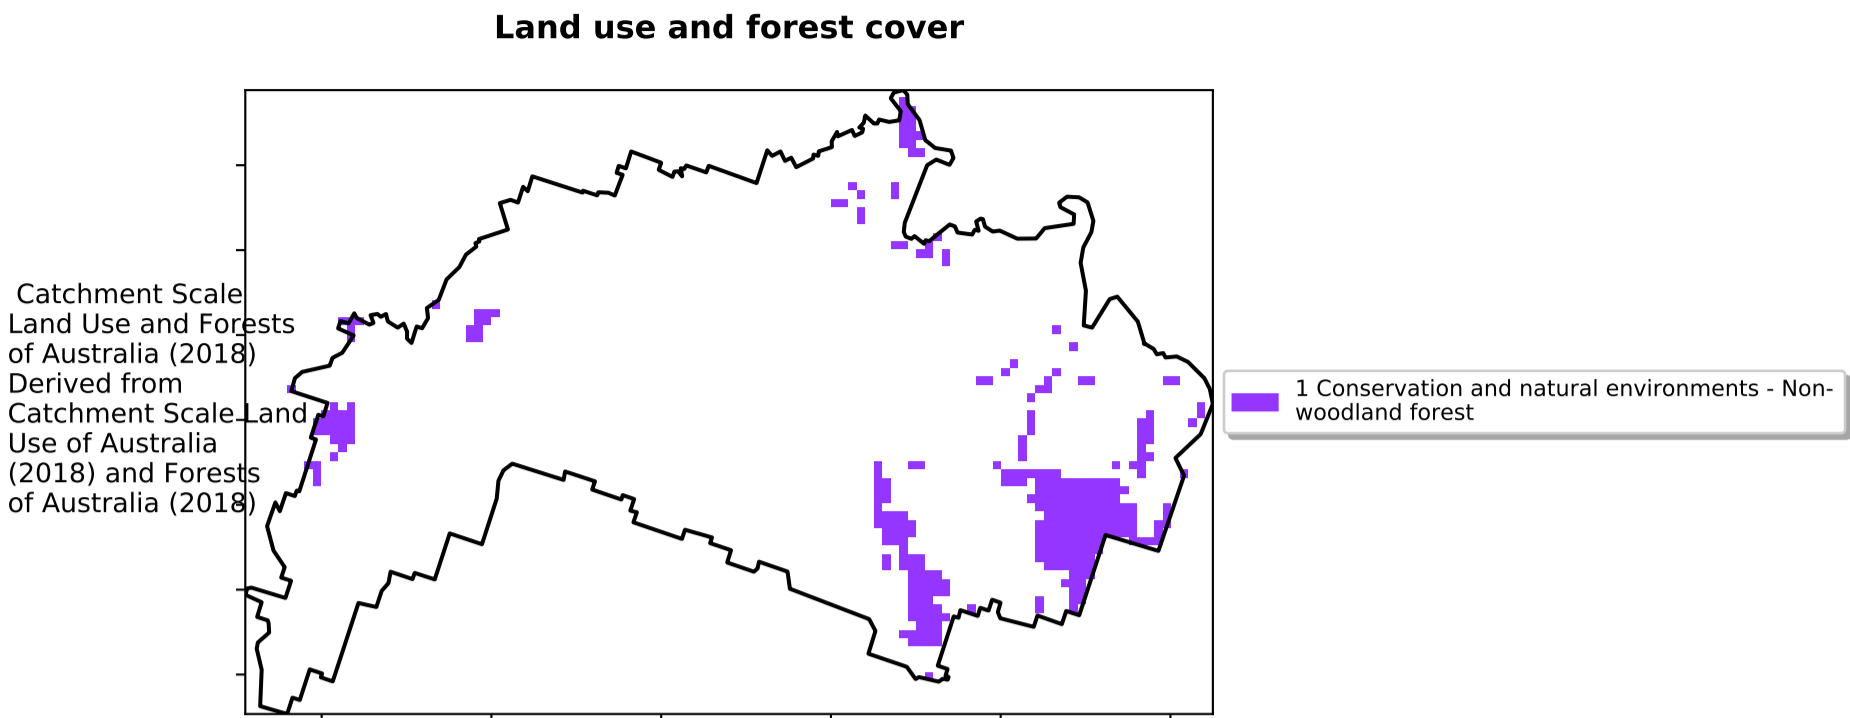 Land use and forest cover
Catchment Scale
Land Use and Forests
of Australia (2018)
Derived from
Catchment Scale Land
Use of Australia
(2018) and Forests
of Australia (2018)
1 Conservation and natural environments - Non-
woodland forest